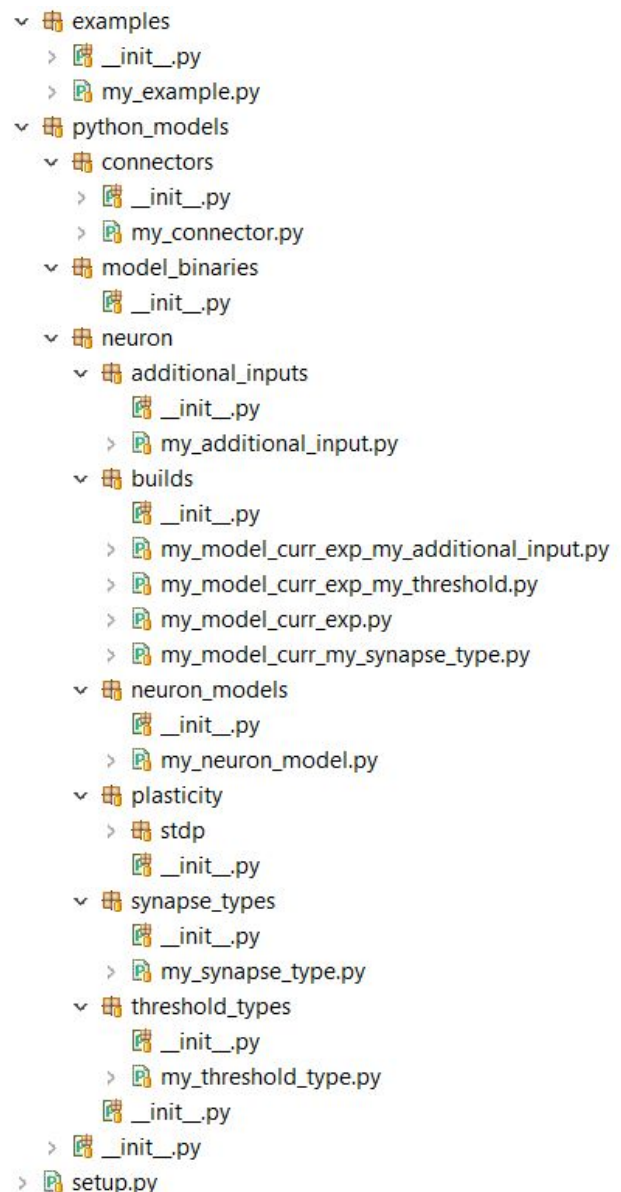 examples
__init__.py
my_example.py
python_models
connectors
__init__.py
my_connector.py
model_binaries
__init__.py
neuron
additional_inputs
__init__.py
my_additional_input.py
builds
__init__.py
my_model_curr_exp_my_additional_input.py
my_model_curr_exp_my_threshold.py
my_model_curr_exp.py
my_model_curr_my_synapse_type.py
neuron_models
__init__.py
my_neuron_model.py
plasticity
stdp
__init__.py
synapse_types
__init__.py
my_synapse_type.py
threshold_types
__init__.py
my_threshold_type.py
__init__.py
__init__.py
setup.py